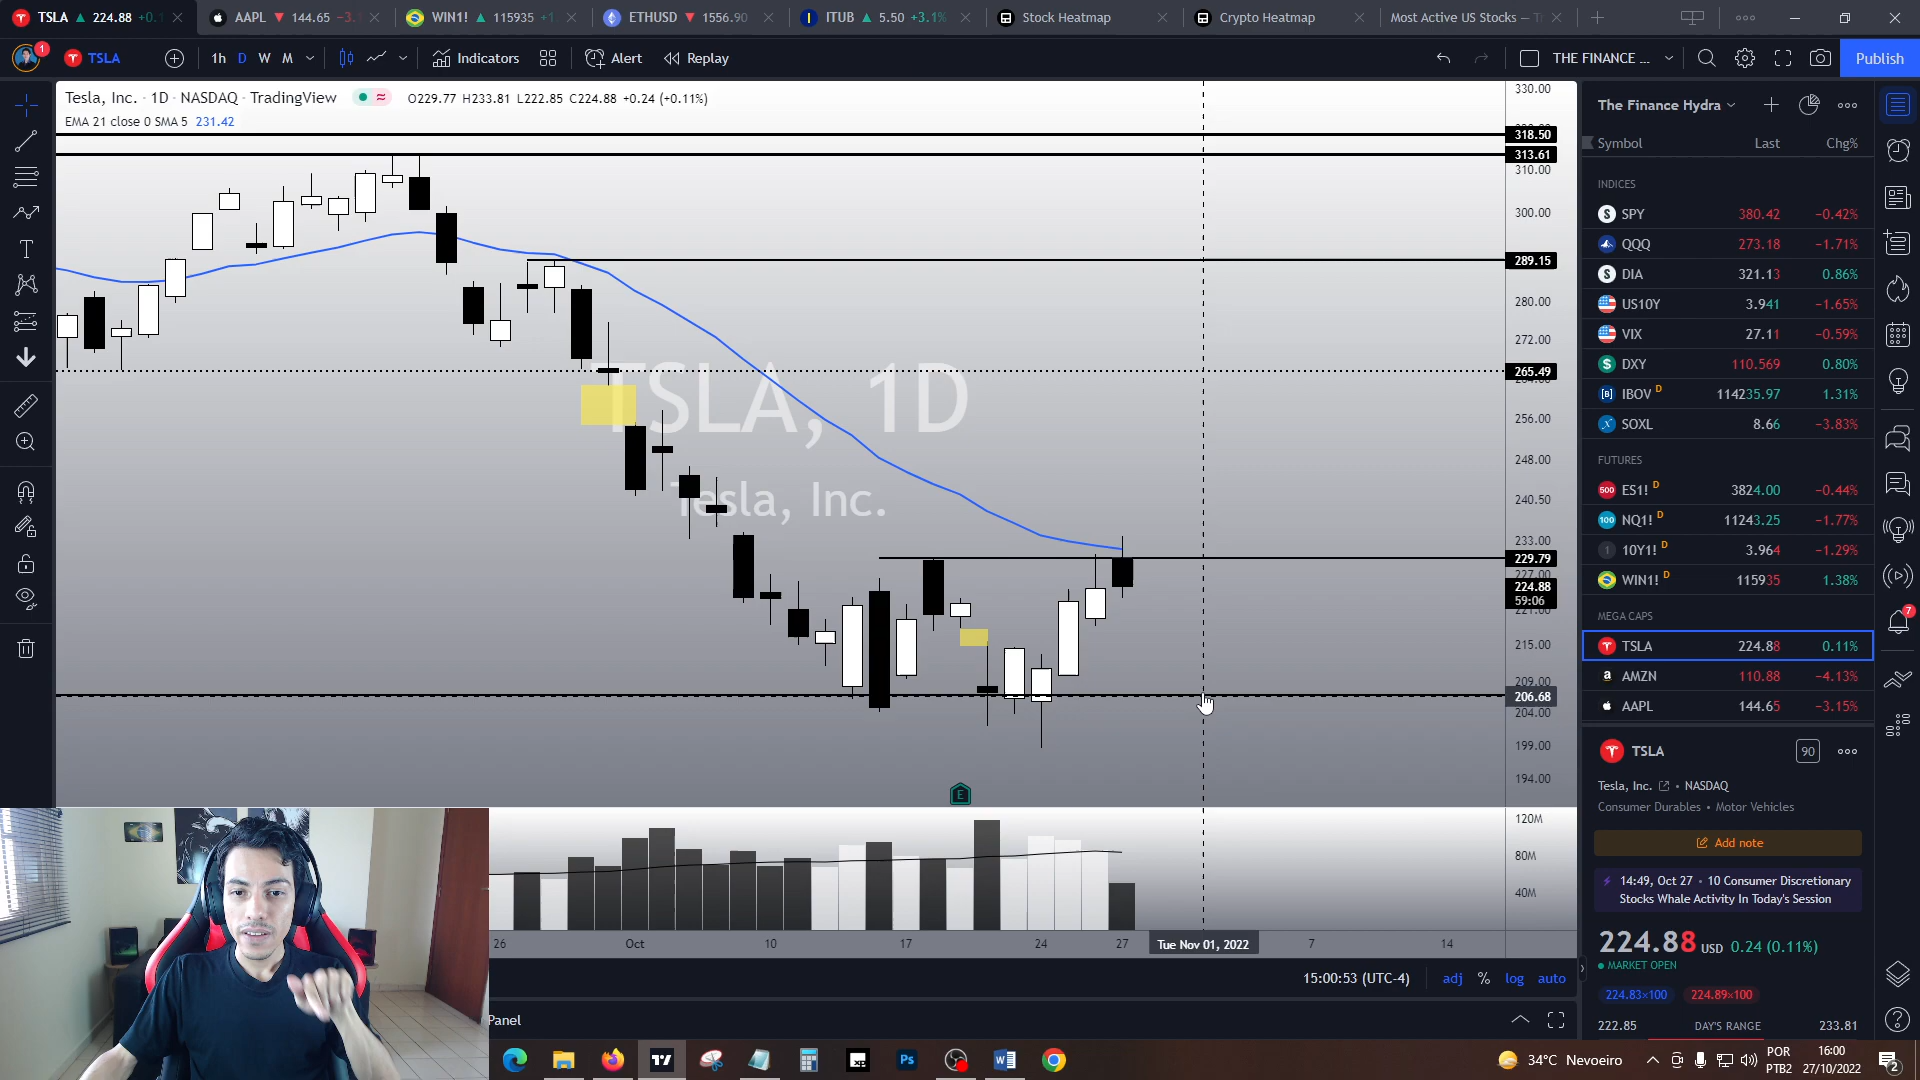 TSLA 224.88 +0.1
AAPL 144.65 -3.
WIN1! 115935 +1
ETHUSD 1556.90
ITUB 5.50 +3.1%
Stock Heatmap
Crypto Heatmap
Most Active US Stocks — T
1
TSLA
1h D W M
Indicators
Alert
Replay
THE FINANCE ...
Publish
Tesla, Inc. · 1D · NASDAQ · TradingView
O229.77 H233.81 L222.85 C224.88 +0.24 (+0.11%)
EMA 21 close 0 SMA 5 231.42
TSLA, 1D
Tesla, Inc.
E
330.00
318.50
313.61
310.00
300.00
289.15
280.00
272.00
265.49
256.00
248.00
240.50
233.00
229.79
227.00
224.88
59:06
221.00
215.00
209.00
206.68
204.00
199.00
194.00
120M
80M
40M
26 Oct 10 17 24 27 Tue Nov 01, 2022 7 14
15:00:53 (UTC-4) adj % log auto
Panel
The Finance Hydra
Symbol Last Chg%
INDICES
SPY 380.42 −0.42%
QQQ 273.18 −1.71%
DIA 321.13 0.86%
US10Y 3.941 −1.65%
VIX 27.11 −0.59%
DXY 110.569 0.80%
IBOV D 114235.97 1.31%
SOXL 8.66 −3.83%
FUTURES
500 ES1! D 3824.00 −0.44%
100 NQ1! D 11243.25 −1.77%
10Y1! D 3.964 −1.29%
WIN1! D 115935 1.38%
MEGA CAPS
TSLA 224.88 0.11%
AMZN 110.88 −4.13%
AAPL 144.65 −3.15%
TSLA 90
Tesla, Inc. • NASDAQ
Consumer Durables • Motor Vehicles
Add note
14:49, Oct 27 • 10 Consumer Discretionary
Stocks Whale Activity In Today's Session
224.88 USD 0.24 (0.11%)
MARKET OPEN
224.83×100 224.89×100
222.85 DAY'S RANGE 233.81
7
Ps
34°C Nevoeiro
POR
PTB2
16:00
27/10/2022
2